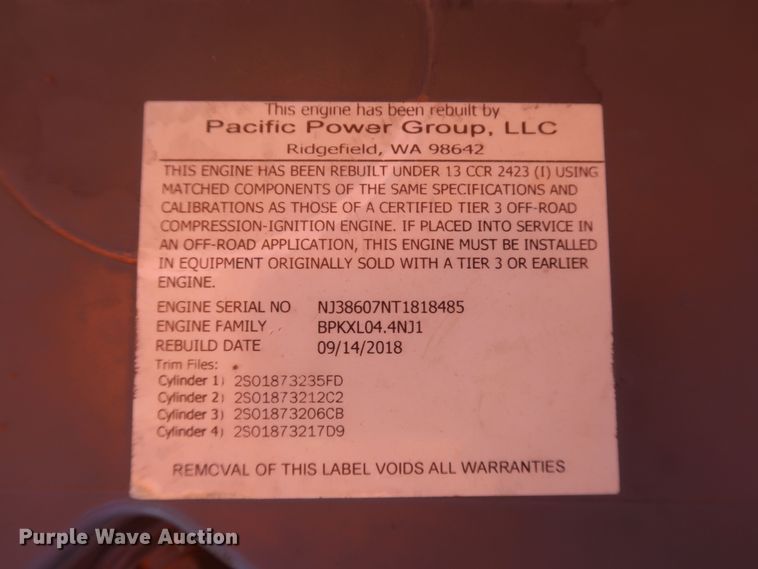 This engine has been rebuilt by
Pacific Power Group, LLC
Ridgefield, WA 98642
THIS ENGINE HAS BEEN REBUILT UNDER 13 CCR 2423 (I) USING
MATCHED COMPONENTS OF THE SAME SPECIFICATIONS AND
CALIBRATIONS AS THOSE OF A CERTIFIED TIER 3 OFF-ROAD
COMPRESSION-IGNITION ENGINE. IF PLACED INTO SERVICE IN
AN OFF-ROAD APPLICATION, THIS ENGINE MUST BE INSTALLED
IN EQUIPMENT ORIGINALLY SOLD WITH A TIER 3 OR EARLIER
ENGINE.
ENGINE SERIAL NO NJ38607NT1818485
ENGINE FAMILY BPKXL04.4NJ1
REBUILD DATE 09/14/2018
Trim Files:
Cylinder 1) 2S01873235FD
Cylinder 2) 2S01873212C2
Cylinder 3) 2S01873206CB
Cylinder 4) 2S01873217D9
REMOVAL OF THIS LABEL VOIDS ALL WARRANTIES
Purple Wave Auction